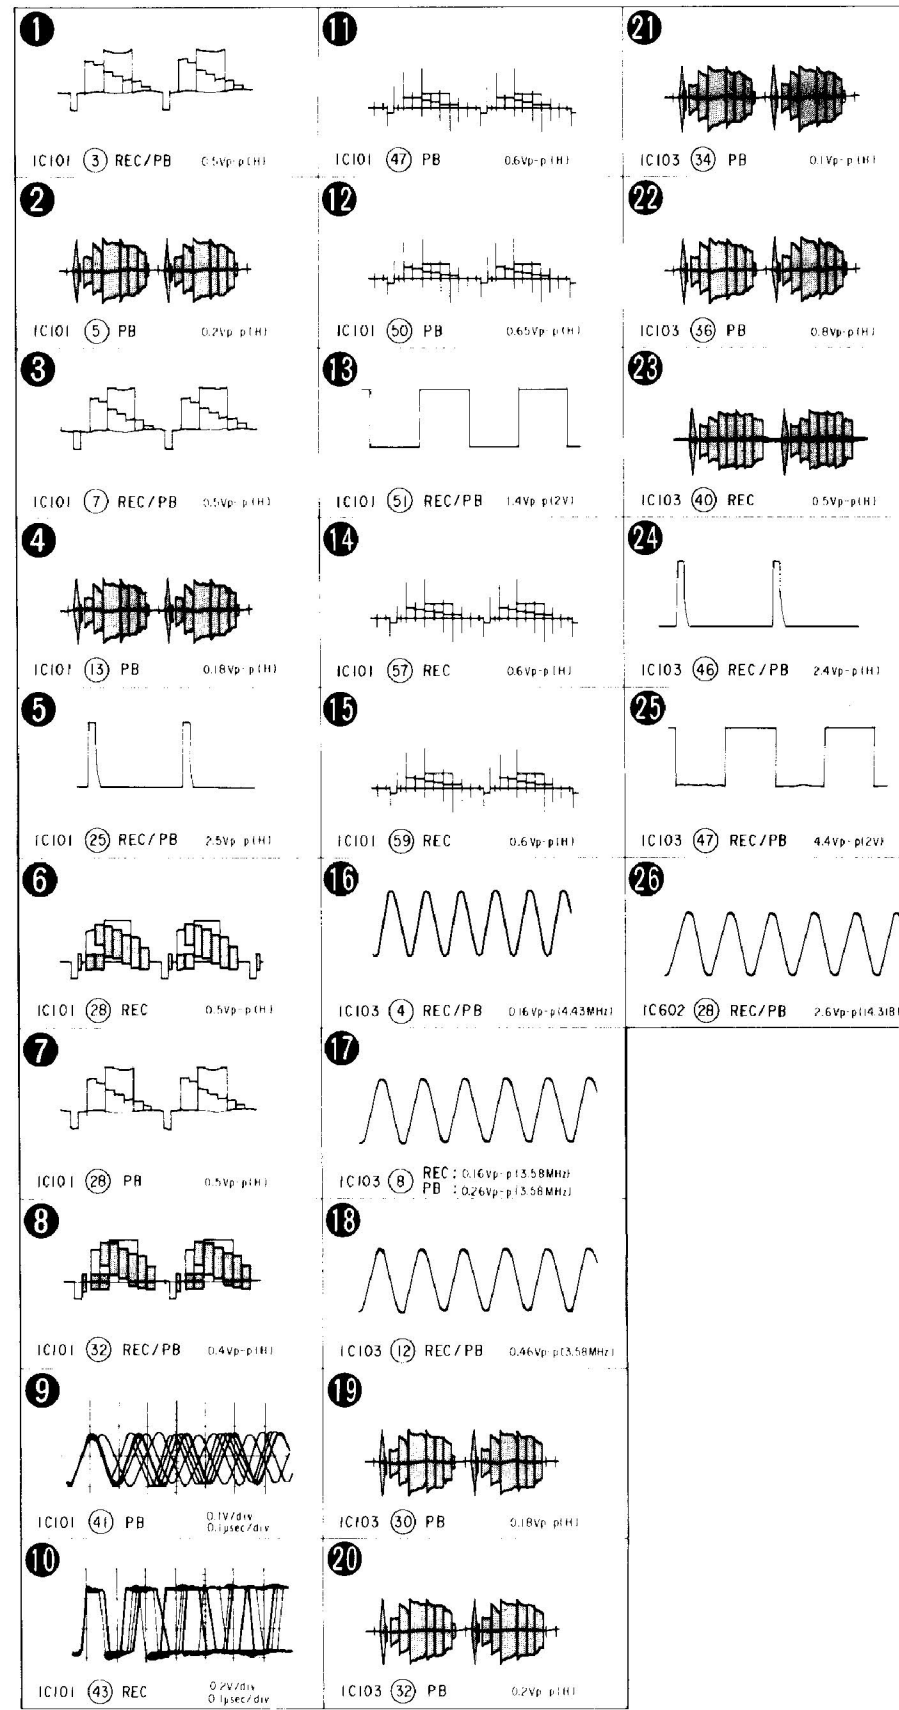 1
IC101 3 REC/PB 0.5Vp-p(H)
2
IC101 5 PB 0.2Vp-p(H)
3
IC101 7 REC/PB 0.5Vp-p(H)
4
IC101 13 PB 0.18Vp-p(H)
5
IC101 25 REC/PB 2.5Vp-p(H)
6
IC101 28 REC 0.5Vp-p(H)
7
IC101 28 PB 0.5Vp-p(H)
8
IC101 32 REC/PB 0.4Vp-p(H)
9
IC101 41 PB 0.1V/div
0.1μsec/div
10
IC101 43 REC 0.2V/div
0.1μsec/div
11
IC101 47 PB 0.6Vp-p(H)
12
IC101 50 PB 0.65Vp-p(H)
13
IC101 51 REC/PB 1.4Vp-p(2V)
14
IC101 57 REC 0.6Vp-p(H)
15
IC101 59 REC 0.6Vp-p(H)
16
IC103 4 REC/PB 0.16Vp-p(4.43MHz)
17
IC103 8 REC : 0.16Vp-p(3.58MHz)
PB : 0.26Vp-p(3.58MHz)
18
IC103 12 REC/PB 0.46Vp-p(3.58MHz)
19
IC103 30 PB 0.18Vp-p(H)
20
IC103 32 PB 0.2Vp-p(H)
21
IC103 34 PB 0.1Vp-p(H)
22
IC103 36 PB 0.8Vp-p(H)
23
IC103 40 REC 0.5Vp-p(H)
24
IC103 46 REC/PB 2.4Vp-p(H)
25
IC103 47 REC/PB 4.4Vp-p(2V)
26
IC602 28 REC/PB 2.6Vp-p(14.318